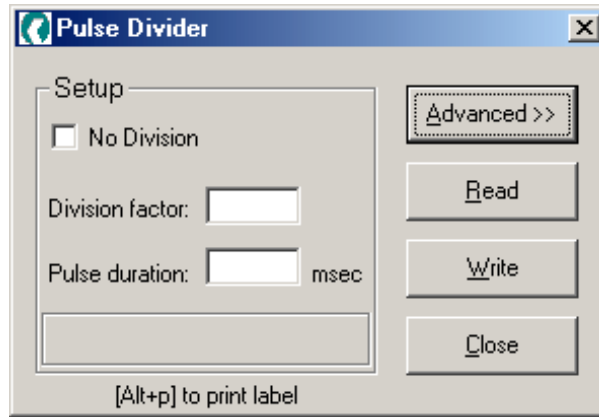 Pulse Divider
Setup
No Division
Division factor:
Pulse duration: msec
[Alt+p] to print label
Advanced >>
Read
Write
Close